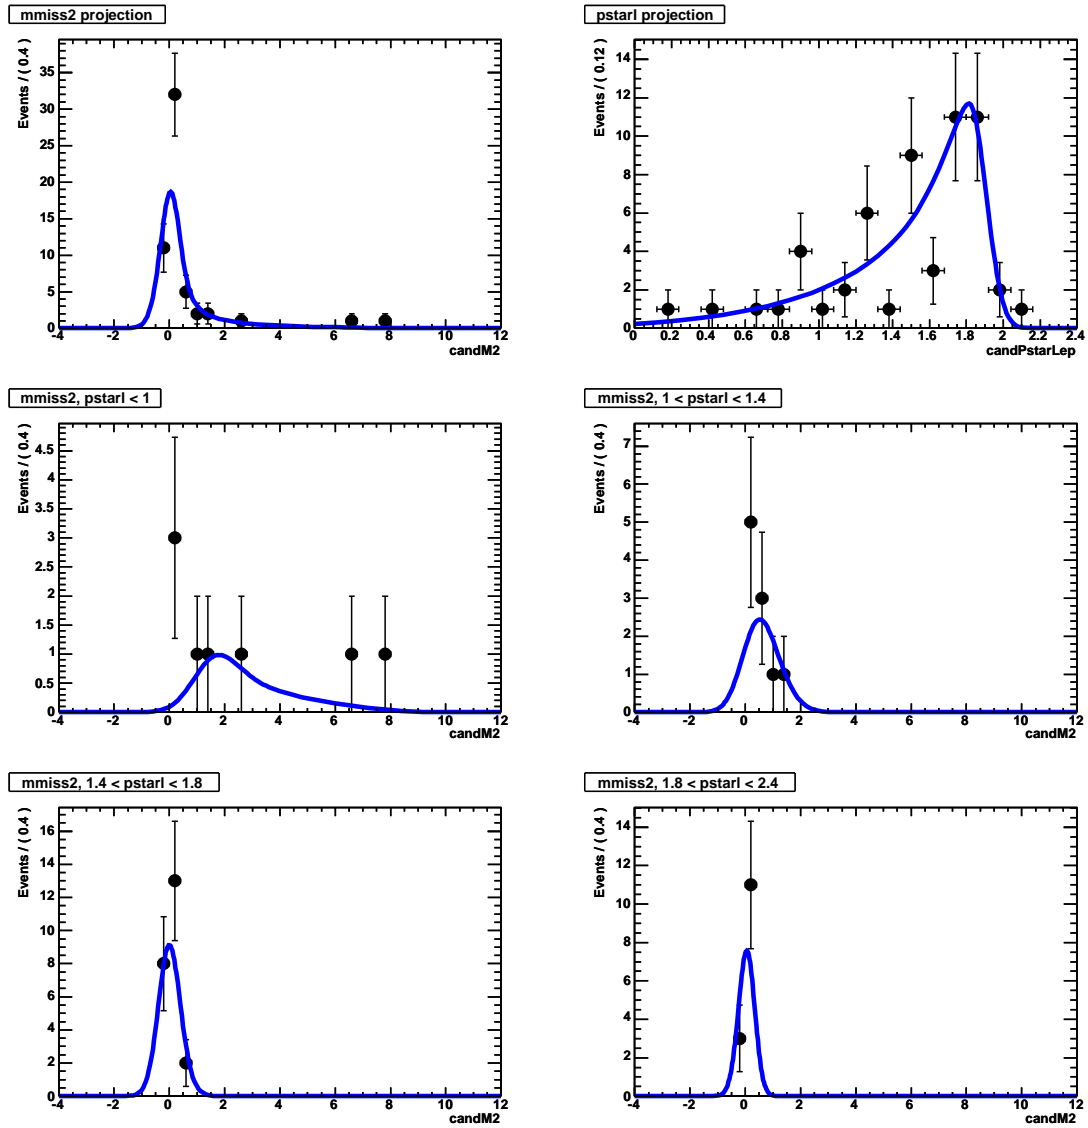 mmiss2 projection
Events / ( 0.4 )
35
30
25
20
15
10
5
0
-4 -2 0 2 4 6 8 10 12
candM2
pstarl projection
Events / ( 0.12 )
14
12
10
8
6
4
2
0
0 0.2 0.4 0.6 0.8 1 1.2 1.4 1.6 1.8 2 2.2 2.4
candPstarLep
mmiss2, pstarl < 1
Events / ( 0.4 )
4.5
4
3.5
3
2.5
2
1.5
1
0.5
0
-4 -2 0 2 4 6 8 10 12
candM2
mmiss2, 1 < pstarl < 1.4
Events / ( 0.4 )
7
6
5
4
3
2
1
0
-4 -2 0 2 4 6 8 10 12
candM2
mmiss2, 1.4 < pstarl < 1.8
Events / ( 0.4 )
16
14
12
10
8
6
4
2
0
-4 -2 0 2 4 6 8 10 12
candM2
mmiss2, 1.8 < pstarl < 2.4
Events / ( 0.4 )
14
12
10
8
6
4
2
0
-4 -2 0 2 4 6 8 10 12
candM2